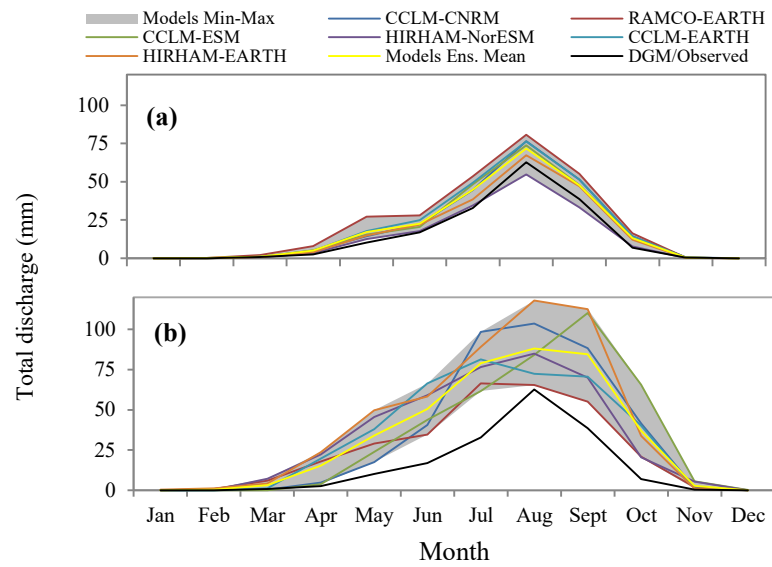 Models Min-Max CCLM-CNRM RAMCO-EARTH
CCLM-ESM HIRHAM-NorESM CCLM-EARTH
HIRHAM-EARTH Models Ens. Mean DGM/Observed
(a)
100
75
50
25
0
Total discharge (mm)
(b)
100
75
50
25
0
Jan Feb Mar Apr May Jun Jul Aug Sept Oct Nov Dec
Month